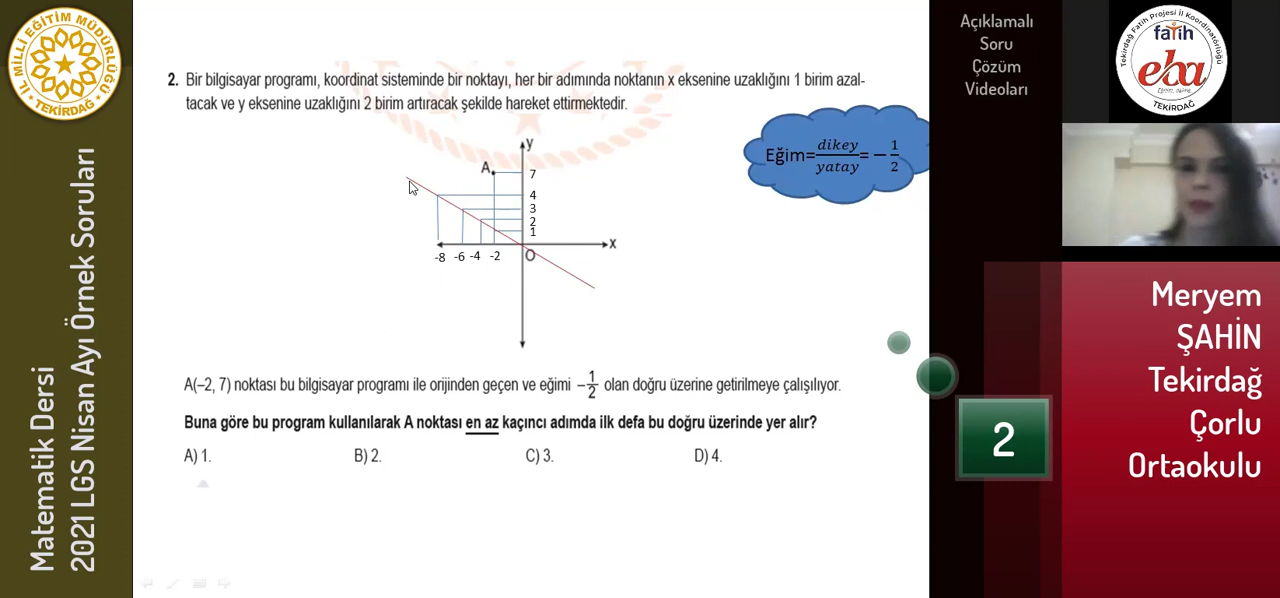 İL MİLLİ EĞİTİM MÜDÜRLÜĞÜ
• TEKİRDAĞ •
Matematik Dersi
2021 LGS Nisan Ayı Örnek Soruları
2. Bir bilgisayar programı, koordinat sisteminde bir noktayı, her bir adımında noktanın x eksenine uzaklığını 1 birim azal-
tacak ve y eksenine uzaklığını 2 birim artıracak şekilde hareket ettirmektedir.
Eğim=dikey/yatay=−1/2
y
A
7
4
3
2
1
x
-8 -6 -4 -2 O
A(–2, 7) noktası bu bilgisayar programı ile orijinden geçen ve eğimi −1/2 olan doğru üzerine getirilmeye çalışılıyor.
Buna göre bu program kullanılarak A noktası en az kaçıncı adımda ilk defa bu doğru üzerinde yer alır?
A) 1. B) 2. C) 3. D) 4.
Açıklamalı
Soru
Çözüm
Videoları
Tekirdağ Fatih Projesi İl Koordinatörlüğü
fatih
eba
TEKİRDAĞ
2
Meryem
ŞAHİN
Tekirdağ
Çorlu
Ortaokulu